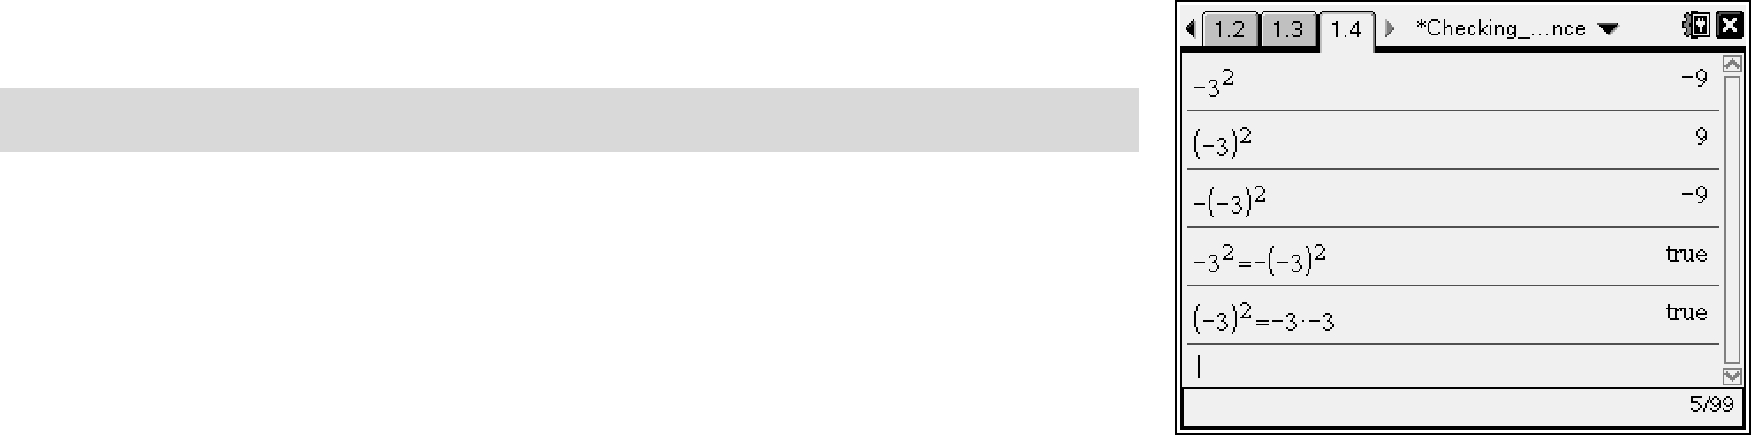 1.2 1.3 1.4 *Checking_...nce
-3² -9
(-3)² 9
-(-3)² -9
-3²=-(-3)² true
(-3)²=-3·-3 true
5/99